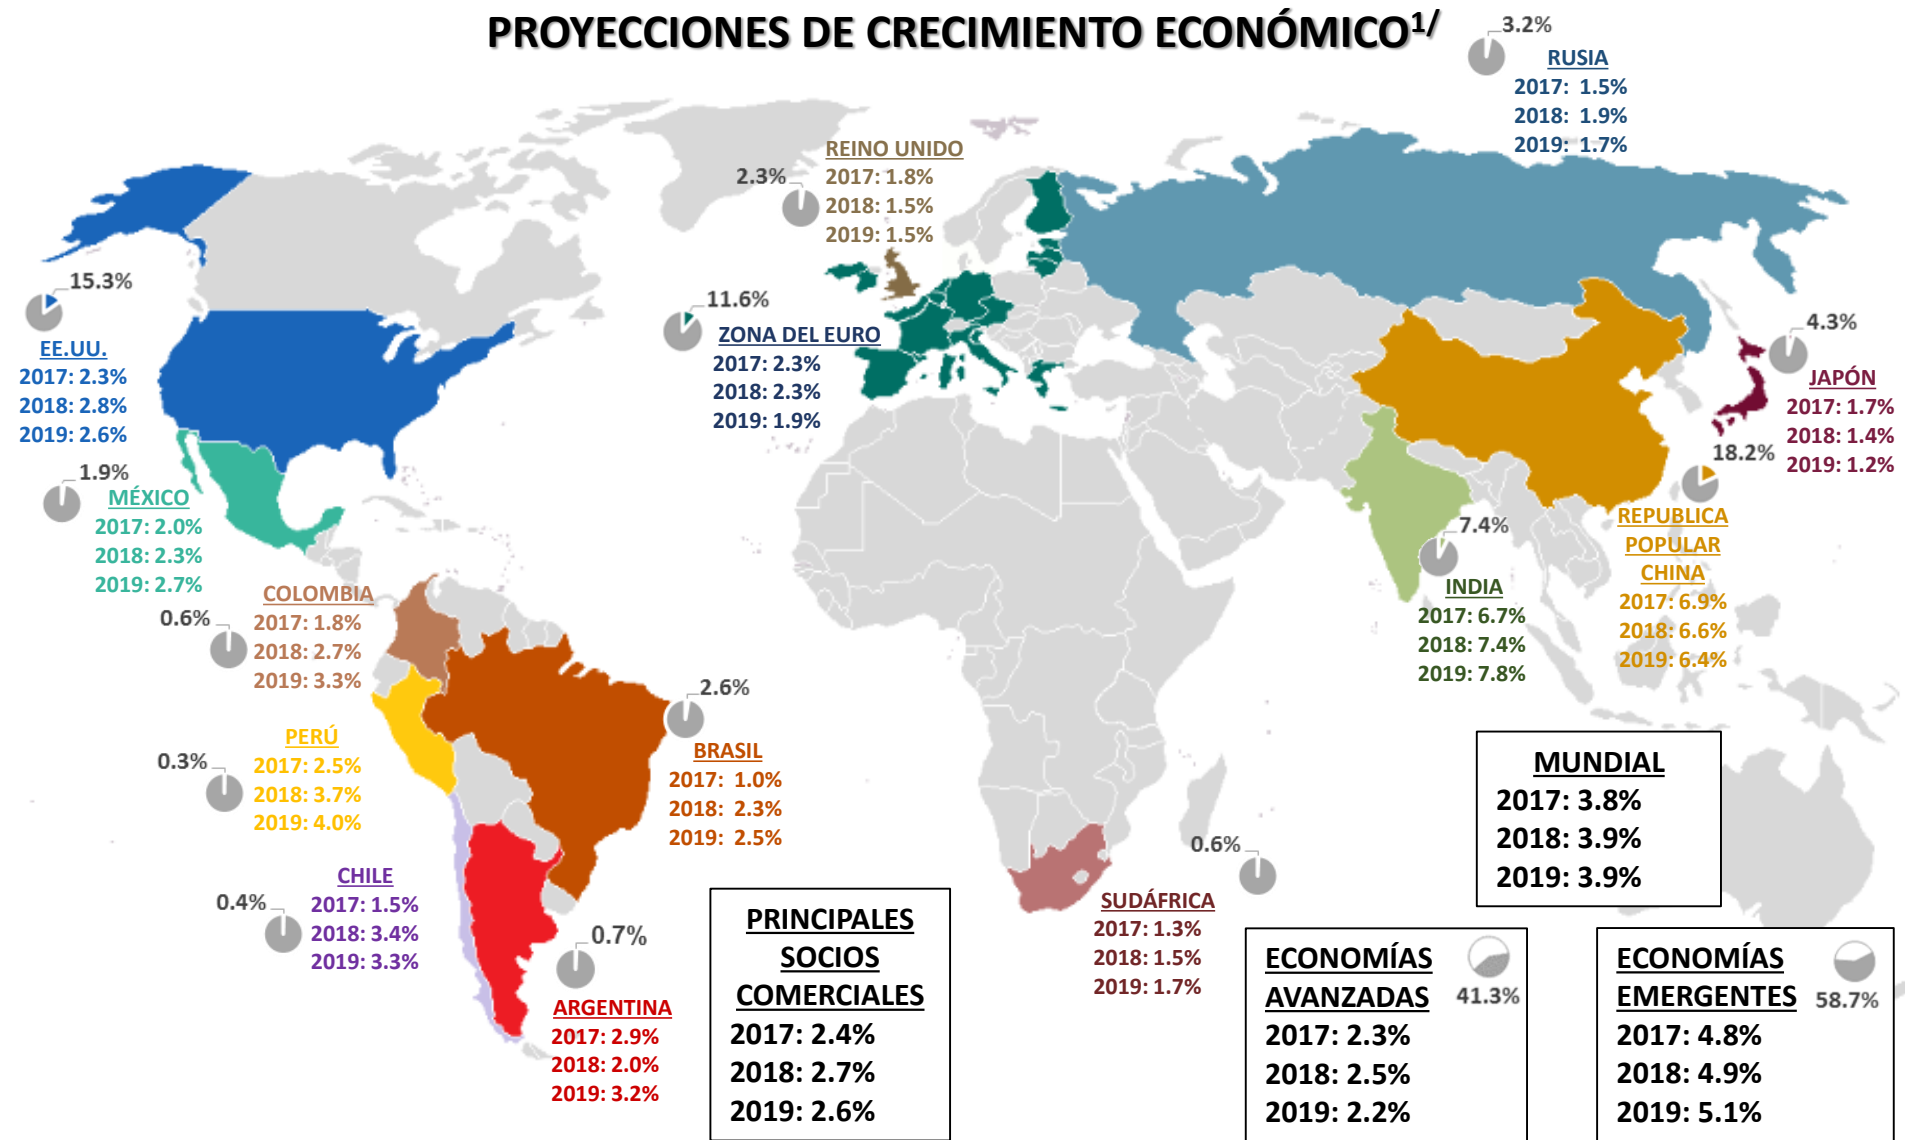 PROYECCIONES DE CRECIMIENTO ECONÓMICO1/
3.2%
RUSIA
2017: 1.5%
2018: 1.9%
2019: 1.7%
2.3%
REINO UNIDO
2017: 1.8%
2018: 1.5%
2019: 1.5%
15.3%
EE.UU.
2017: 2.3%
2018: 2.8%
2019: 2.6%
11.6%
ZONA DEL EURO
2017: 2.3%
2018: 2.3%
2019: 1.9%
4.3%
JAPÓN
2017: 1.7%
2018: 1.4%
2019: 1.2%
1.9%
MÉXICO
2017: 2.0%
2018: 2.3%
2019: 2.7%
18.2%
REPUBLICA
POPULAR
CHINA
2017: 6.9%
2018: 6.6%
2019: 6.4%
7.4%
INDIA
2017: 6.7%
2018: 7.4%
2019: 7.8%
0.6%
COLOMBIA
2017: 1.8%
2018: 2.7%
2019: 3.3%
2.6%
BRASIL
2017: 1.0%
2018: 2.3%
2019: 2.5%
0.3%
PERÚ
2017: 2.5%
2018: 3.7%
2019: 4.0%
MUNDIAL
2017: 3.8%
2018: 3.9%
2019: 3.9%
0.4%
CHILE
2017: 1.5%
2018: 3.4%
2019: 3.3%
0.6%
SUDÁFRICA
2017: 1.3%
2018: 1.5%
2019: 1.7%
0.7%
ARGENTINA
2017: 2.9%
2018: 2.0%
2019: 3.2%
PRINCIPALES
SOCIOS
COMERCIALES
2017: 2.4%
2018: 2.7%
2019: 2.6%
ECONOMÍAS
AVANZADAS
41.3%
2017: 2.3%
2018: 2.5%
2019: 2.2%
ECONOMÍAS
EMERGENTES
58.7%
2017: 4.8%
2018: 4.9%
2019: 5.1%